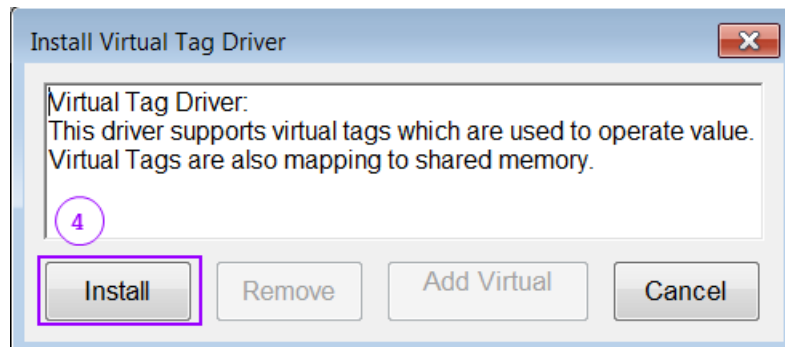 Install Virtual Tag Driver
Virtual Tag Driver:
This driver supports virtual tags which are used to operate value.
Virtual Tags are also mapping to shared memory.
4
Install Remove Add Virtual Cancel